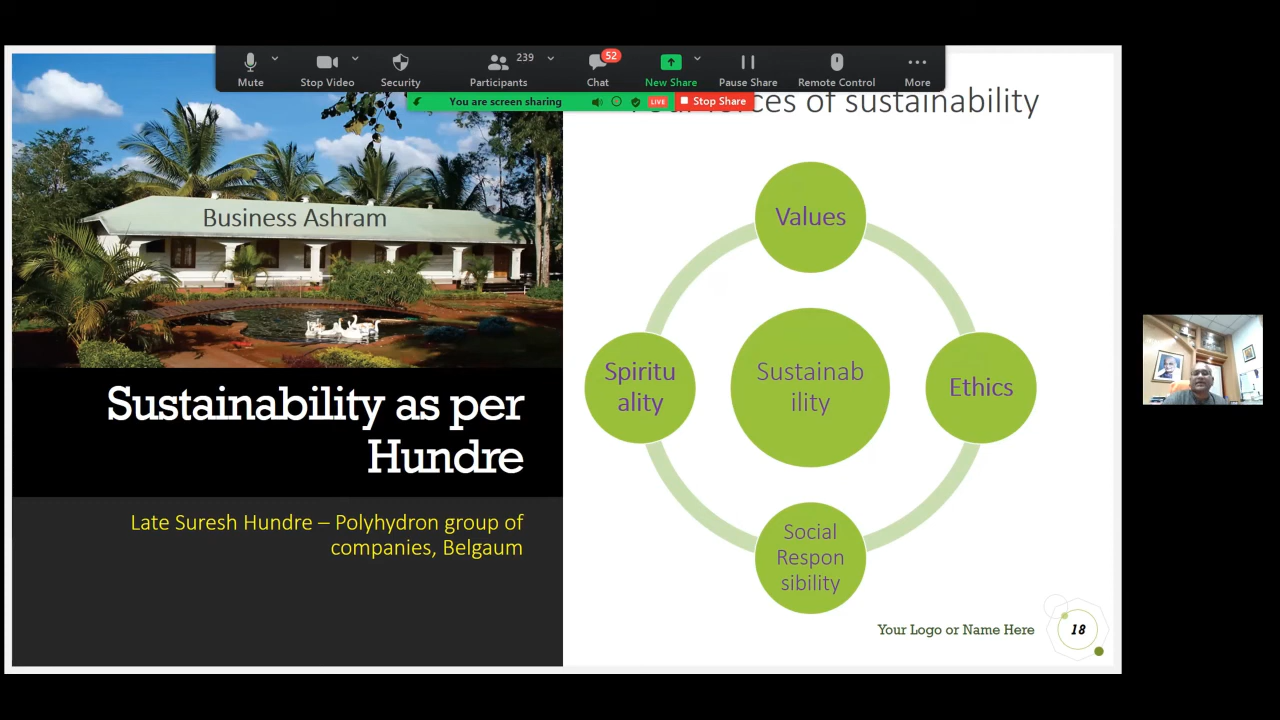 239
52
Mute
Stop Video
Security
Participants
Chat
New Share
Pause Share
Remote Control
More
You are screen sharing
LIVE
Stop Share
of sustainability
Business Ashram
Sustainability as per
Hundre
Late Suresh Hundre – Polyhydron group of
companies, Belgaum
Values
Spiritu
ality
Sustainab
ility
Ethics
Social
Respon
sibility
Your Logo or Name Here
18